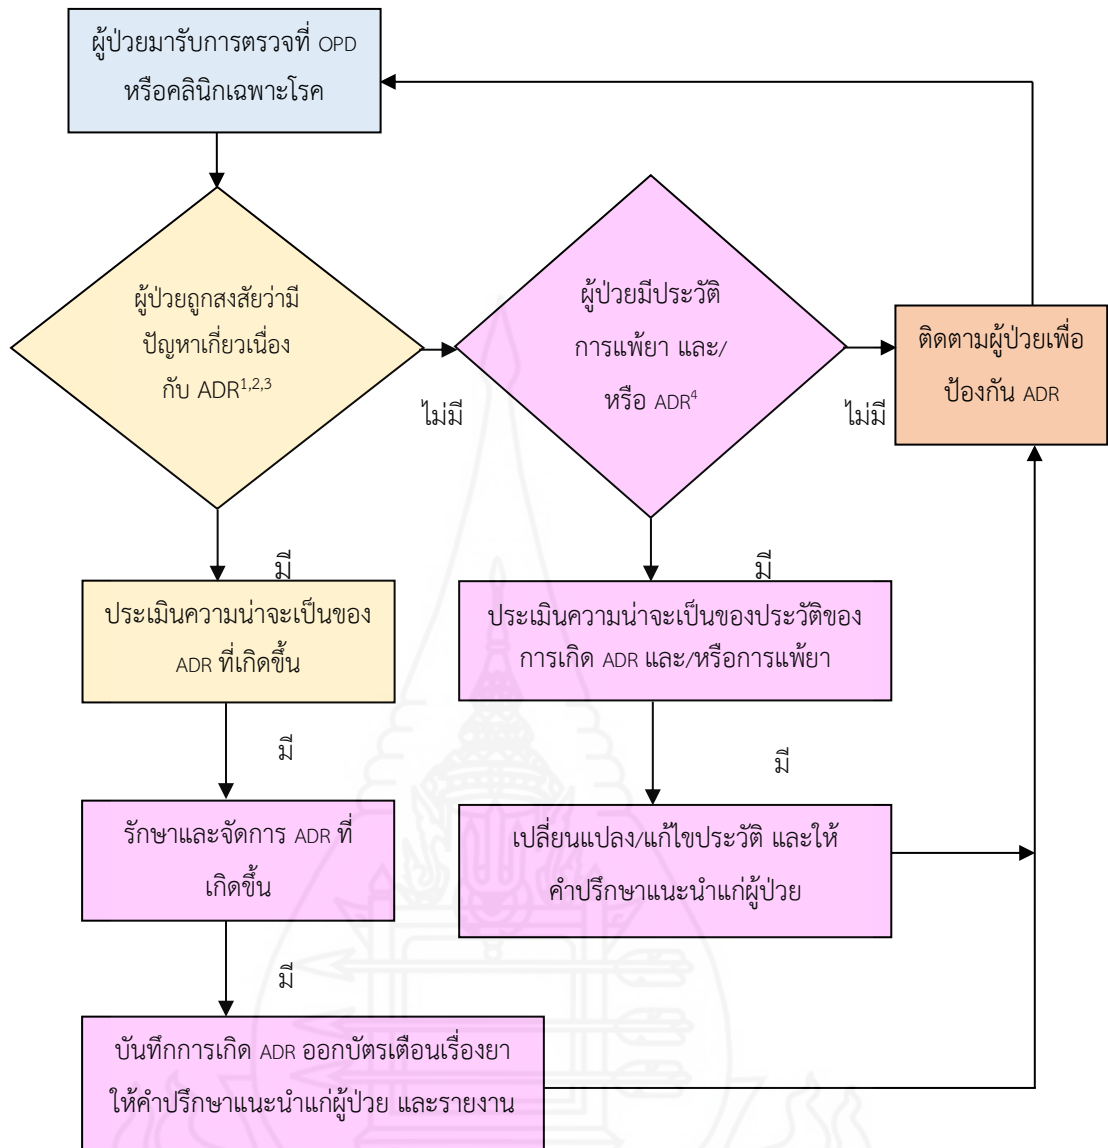 ผู้ป่วยมารับการตรวจที่ OPD
หรือคลินิกเฉพาะโรค
ผู้ป่วยถูกสงสัยว่ามี
ปัญหาเกี่ยวเนื่อง
กับ ADR1,2,3
ไม่มี
ผู้ป่วยมีประวัติ
การแพ้ยา และ/
หรือ ADR4
ไม่มี
ติดตามผู้ป่วยเพื่อ
ป้องกัน ADR
มี
มี
ประเมินความน่าจะเป็นของ
ADR ที่เกิดขึ้น
ประเมินความน่าจะเป็นของประวัติของ
การเกิด ADR และ/หรือการแพ้ยา
มี
มี
รักษาและจัดการ ADR ที่
เกิดขึ้น
เปลี่ยนแปลง/แก้ไขประวัติ และให้
คำปรึกษาแนะนำแก่ผู้ป่วย
มี
บันทึกการเกิด ADR ออกบัตรเตือนเรื่องยา
ให้คำปรึกษาแนะนำแก่ผู้ป่วย และรายงาน